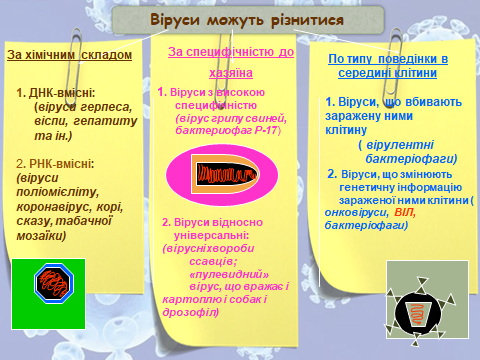 Віруси можуть різнитися
За хімічним складом
1. ДНК-вмісні:
(віруси герпеса,
віспи, гепатиту
та ін.)
2. РНК-вмісні:
(віруси
поліомієліту,
коронавірус, корі,
сказу, табачної
мозаїки)
За специфічністю до
хазяїна
1. Віруси з високою
специфійністю
(вірус грипу свиней,
бактериофаг Р-17)
2. Віруси відносно
універсальні:
(вірусніхвороби
ссавців;
«пулевидний»
вірус, що вражає і
картоплю і собак і
дрозофіл)
По типу поведінки в
середині клітини
1. Віруси, що вбивають
заражену ними
клітину
( вірулентні
бактеріофаги)
2. Віруси, що змінюють
генетичну інформацію
зараженої ними клітини (
онковіруси, ВІЛ,
бактеріофаги)